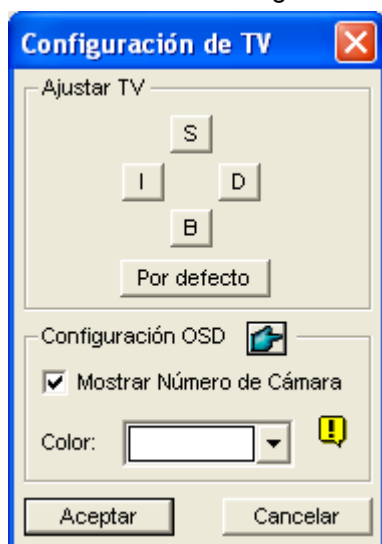 Configuración de TV
Ajustar TV
S
I D
B
Por defecto
Configuración OSD
Mostrar Número de Cámara
Color:
Aceptar Cancelar